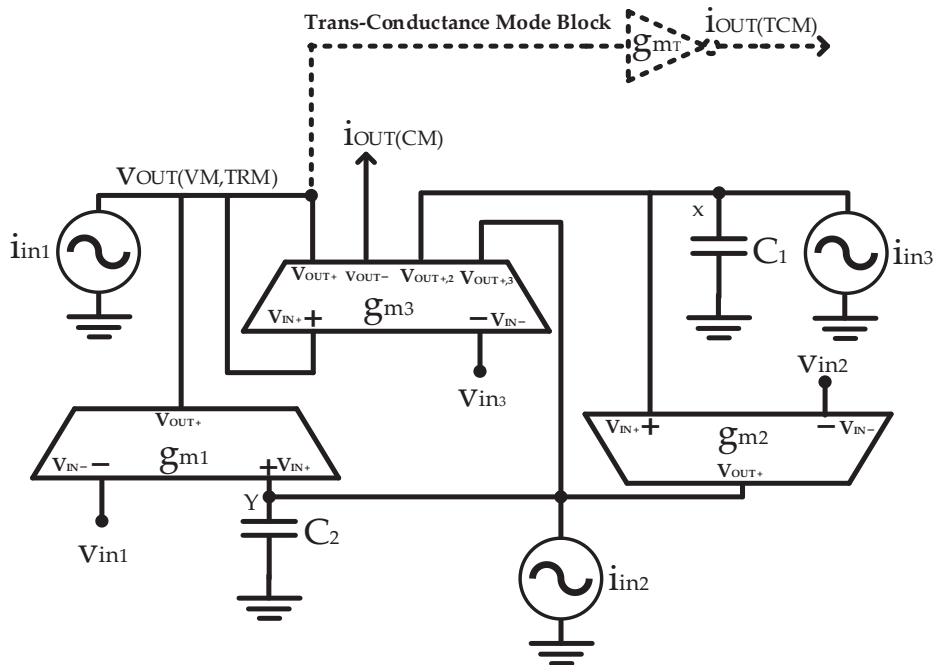 Trans-Conductance Mode Block
iOUT(TCM)
gmT
iOUT(CM)
VOUT(VM,TRM)
x
iin1
C1
iin3
VOUT+ VOUT- VOUT+,2 VOUT+,3
gm3
VIN+ + - VIN-
Vin3
Vin2
VOUT+
gm1
VIN- - + VIN+
VIN+ + - VIN-
gm2
VOUT+
Y
C2
Vin1
iin2